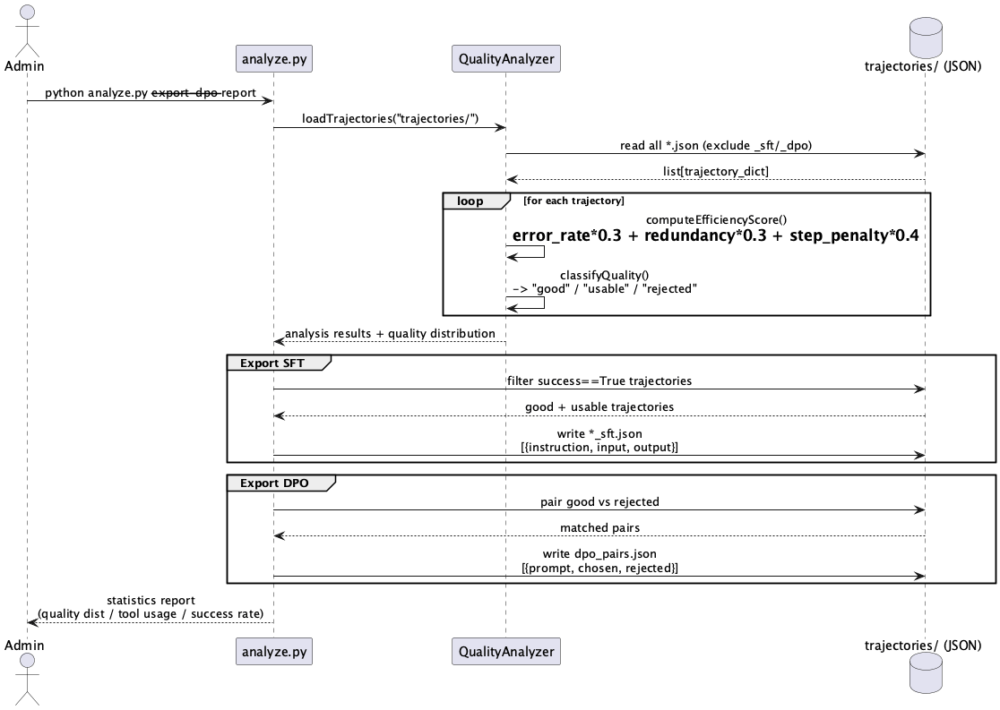 Admin
analyze.py
QualityAnalyzer
trajectories/ (JSON)
python analyze.py export-dpo report
loadTrajectories("trajectories/")
read all *.json (exclude _sft/_dpo)
list[trajectory_dict]
loop [for each trajectory]
computeEfficiencyScore()
error_rate*0.3 + redundancy*0.3 + step_penalty*0.4
classifyQuality()
-> "good" / "usable" / "rejected"
analysis results + quality distribution
Export SFT
filter success==True trajectories
good + usable trajectories
write *_sft.json
[{instruction, input, output}]
Export DPO
pair good vs rejected
matched pairs
write dpo_pairs.json
[{prompt, chosen, rejected}]
statistics report
(quality dist / tool usage / success rate)
Admin
analyze.py
QualityAnalyzer
trajectories/ (JSON)